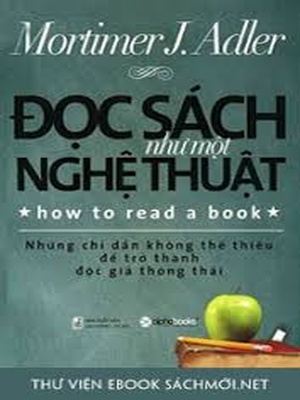 Mortimer J. Adler
ĐỌC SÁCH
như một
NGHỆ THUẬT
★ how to read a book ★
Những chỉ dẫn không thể thiếu
để trở thành
độc giả thông thái
alphabooks
THƯ VIỆN EBOOK SÁCHMỚI.NET